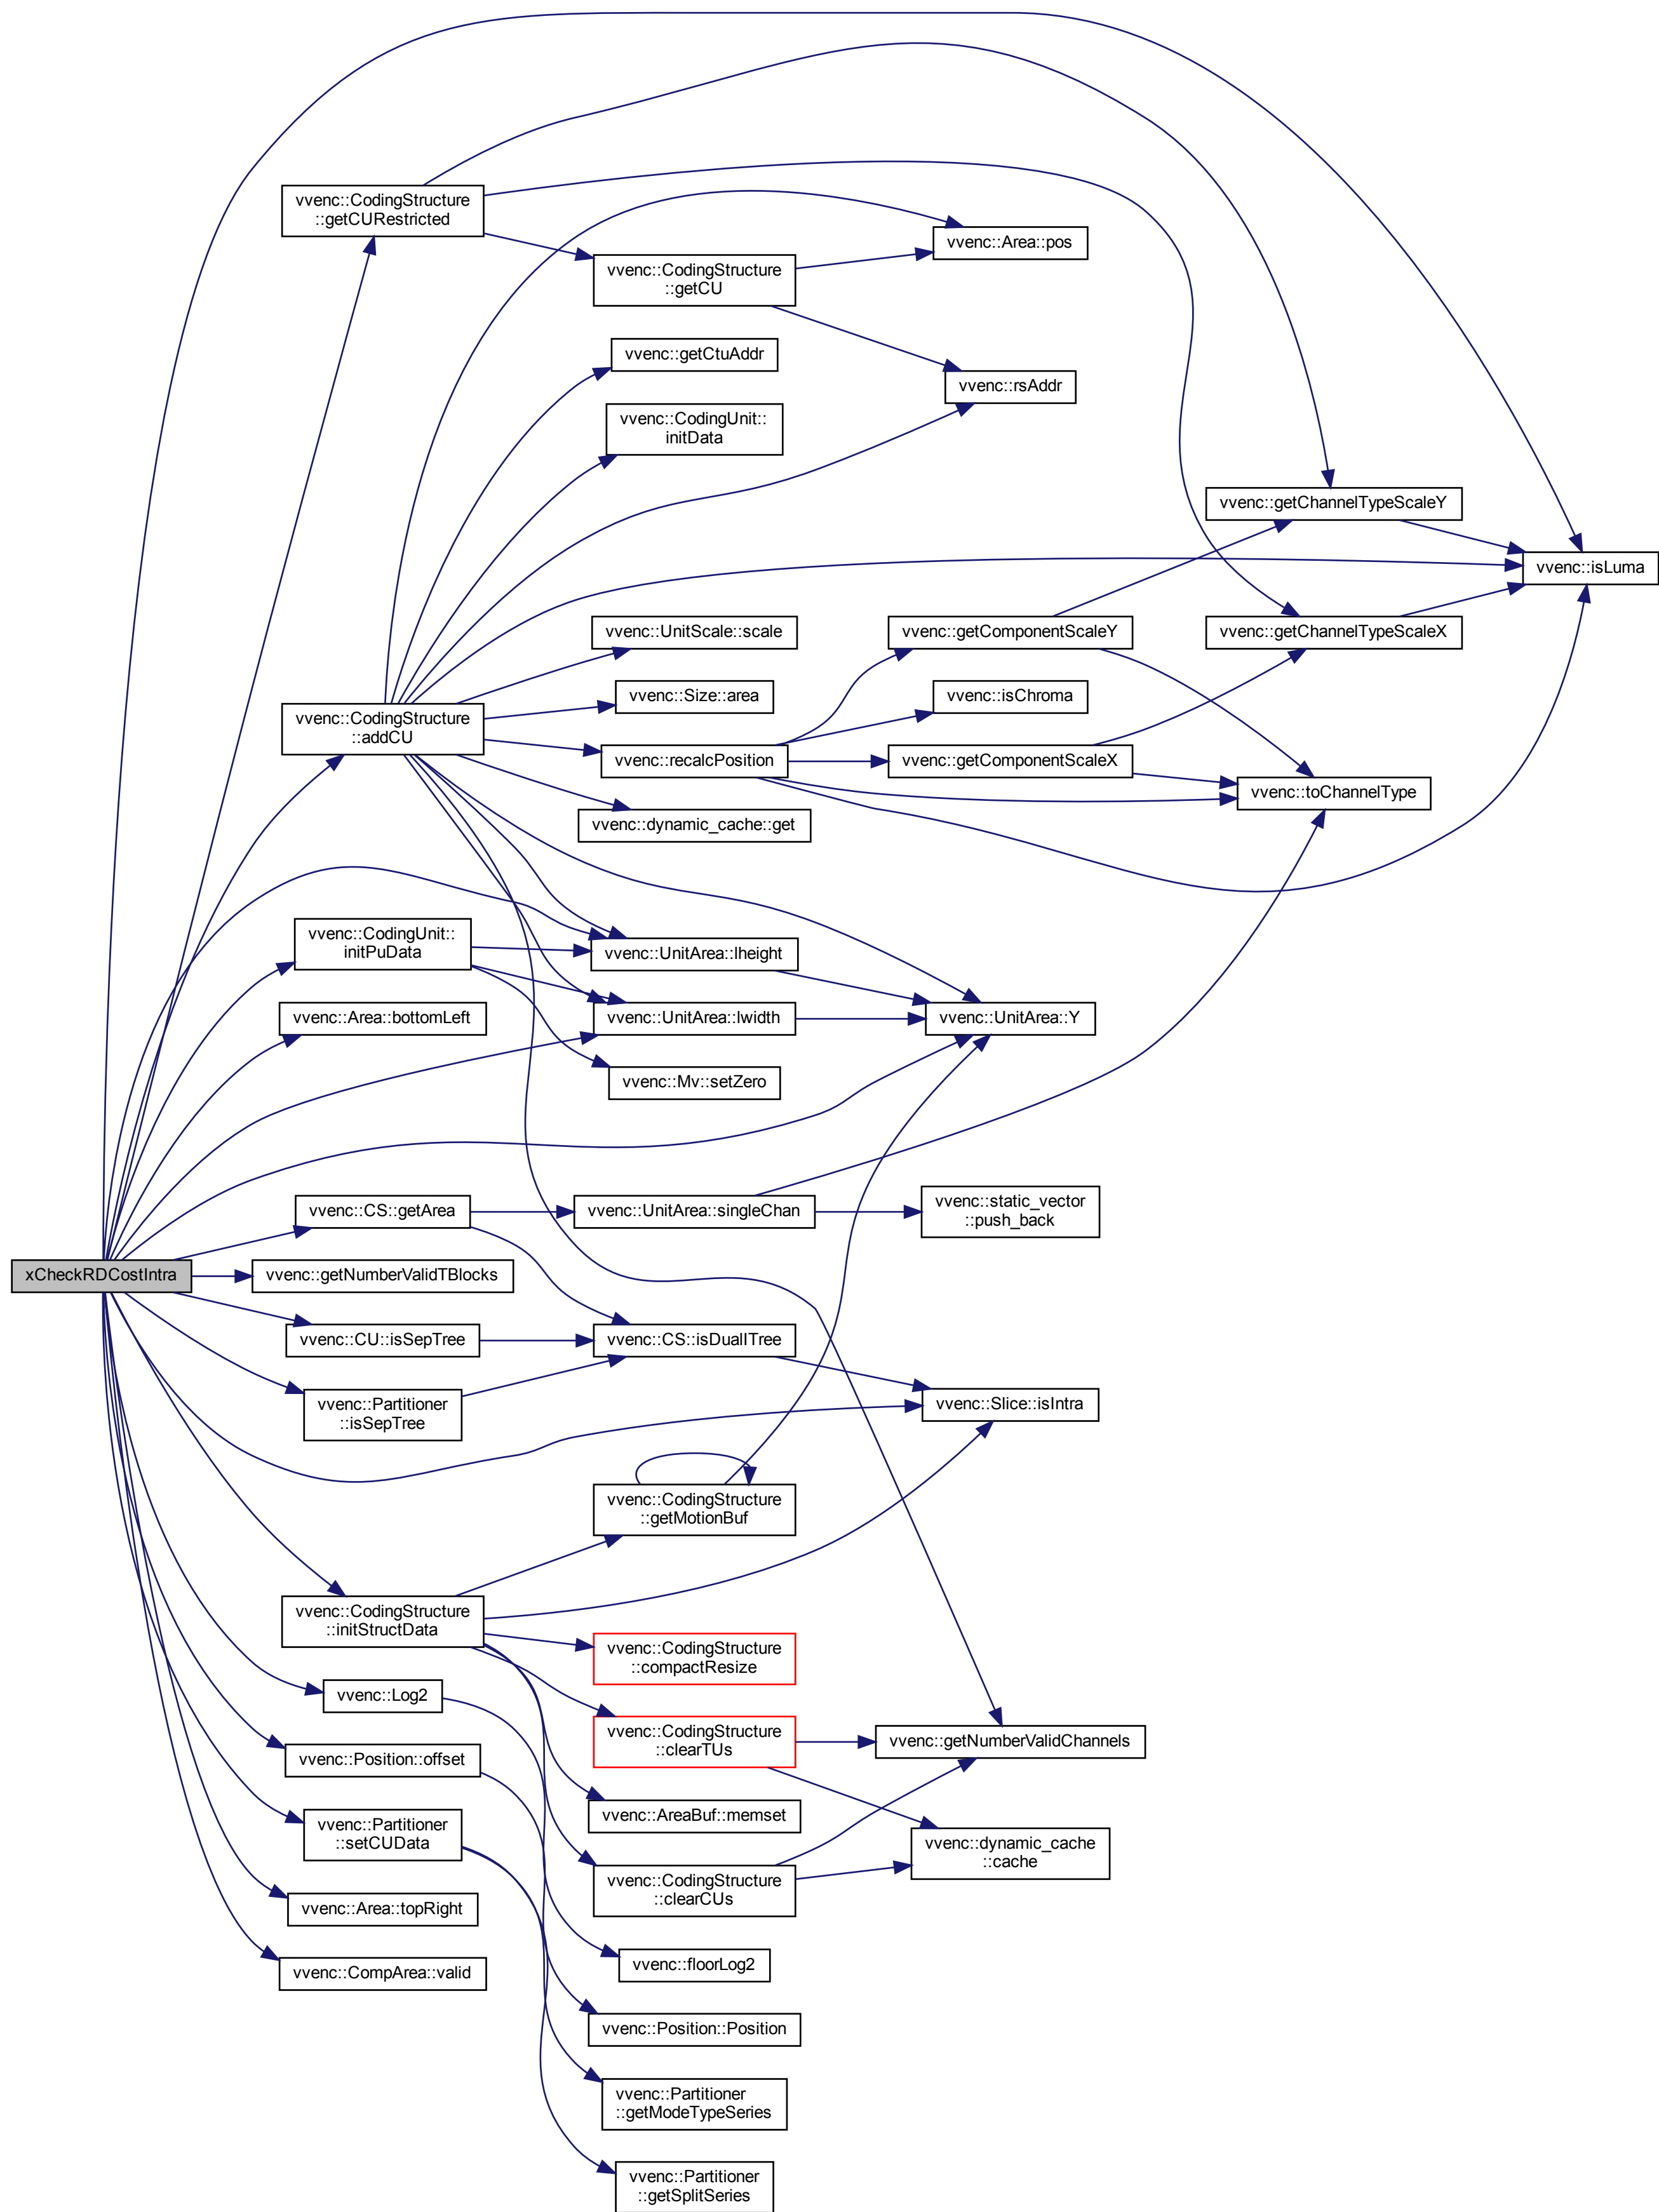 vvenc::CodingStructure
::getCURestricted
vvenc::Area::pos
vvenc::CodingStructure
::getCU
vvenc::getCtuAddr
vvenc::rsAddr
vvenc::CodingUnit::
initData
vvenc::getChannelTypeScaleY
vvenc::isLuma
vvenc::UnitScale::scale
vvenc::getComponentScaleY
vvenc::getChannelTypeScaleX
vvenc::Size::area
vvenc::isChroma
vvenc::CodingStructure
::addCU
vvenc::recalcPosition
vvenc::getComponentScaleX
vvenc::toChannelType
vvenc::dynamic_cache::get
vvenc::CodingUnit::
initPuData
vvenc::UnitArea::lheight
vvenc::Area::bottomLeft
vvenc::UnitArea::lwidth
vvenc::UnitArea::Y
vvenc::Mv::setZero
vvenc::CS::getArea
vvenc::UnitArea::singleChan
vvenc::static_vector
::push_back
xCheckRDCostIntra
vvenc::getNumberValidTBlocks
vvenc::CU::isSepTree
vvenc::CS::isDualITree
vvenc::Partitioner
::isSepTree
vvenc::Slice::isIntra
vvenc::CodingStructure
::getMotionBuf
vvenc::CodingStructure
::initStructData
vvenc::CodingStructure
::compactResize
vvenc::Log2
vvenc::CodingStructure
::clearTUs
vvenc::getNumberValidChannels
vvenc::Position::offset
vvenc::AreaBuf::memset
vvenc::Partitioner
::setCUData
vvenc::dynamic_cache
::cache
vvenc::CodingStructure
::clearCUs
vvenc::Area::topRight
vvenc::CompArea::valid
vvenc::floorLog2
vvenc::Position::Position
vvenc::Partitioner
::getModeTypeSeries
vvenc::Partitioner
::getSplitSeries